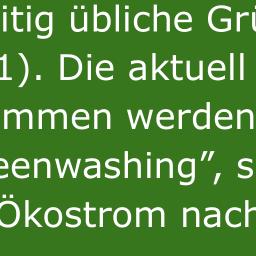 itig übliche Grü
1). Die aktuell
mmen werden
eenwashing”, s
Ökostrom nach